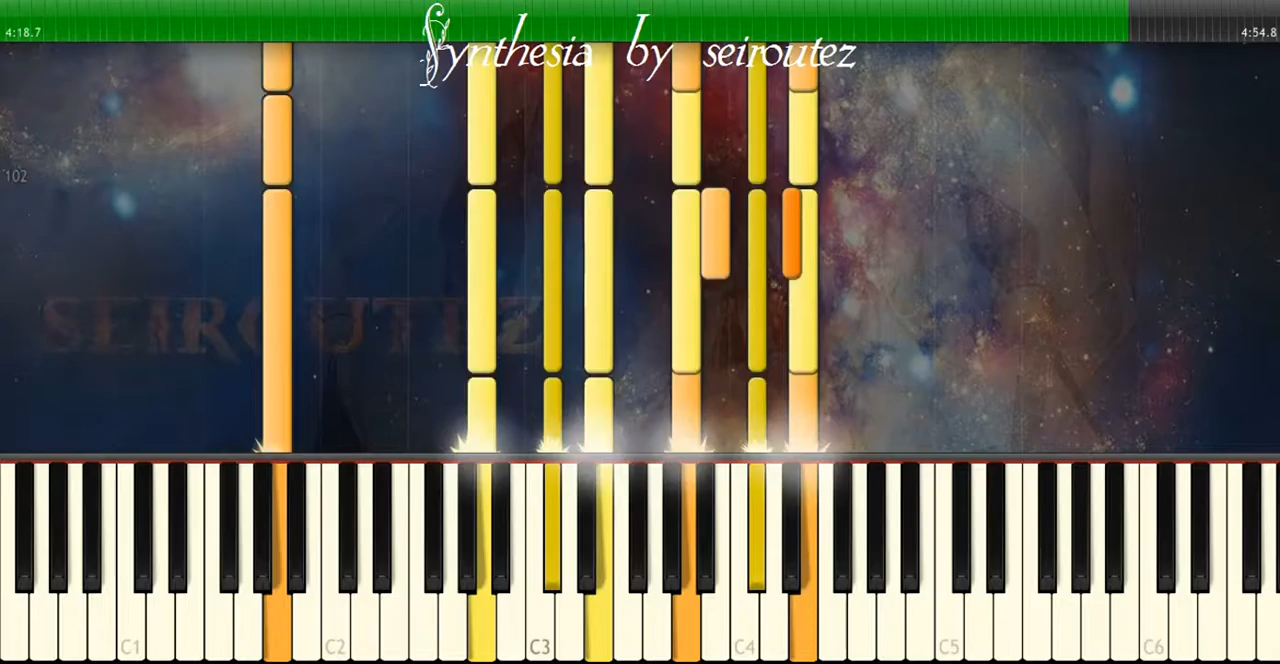 Synthesia by seiroutez
4:18.7
4:54.8
102
SEIROUTEZ
C1 C2 C3 C4 C5 C6